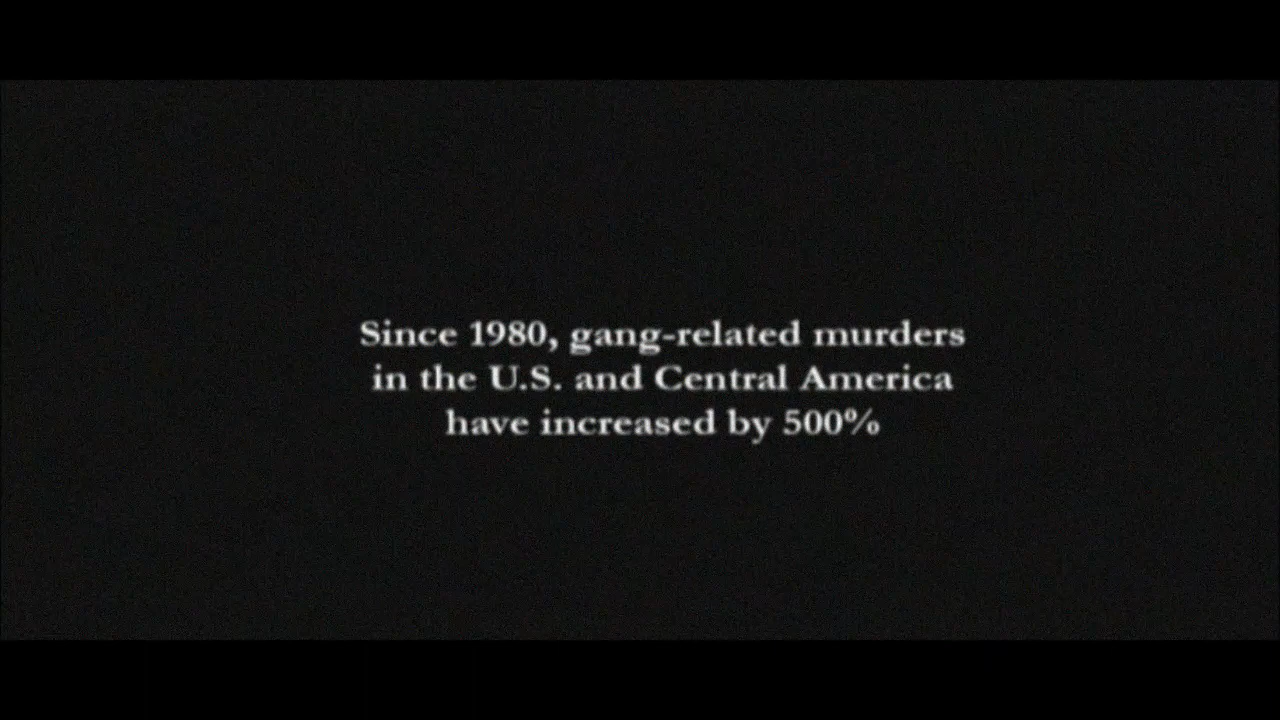 Since 1980, gang-related murders
in the U.S. and Central America
have increased by 500%